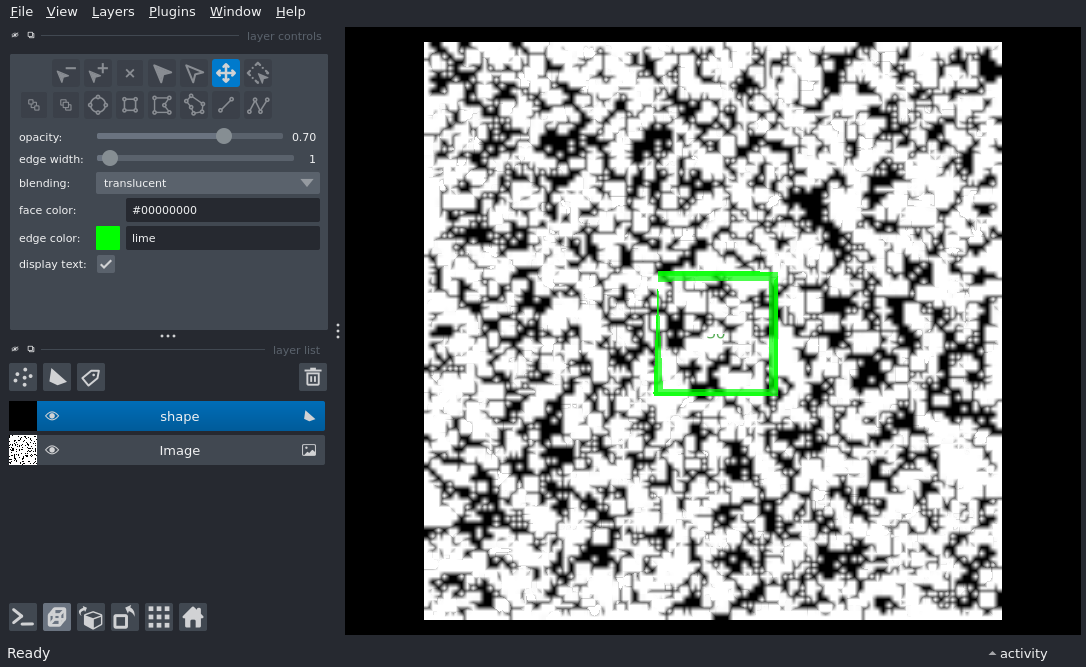 File View Layers Plugins Window Help
layer controls
opacity: 0.70
edge width: 1
blending: translucent
face color: #00000000
edge color: lime
display text:
layer list
shape
Image
Ready
activity